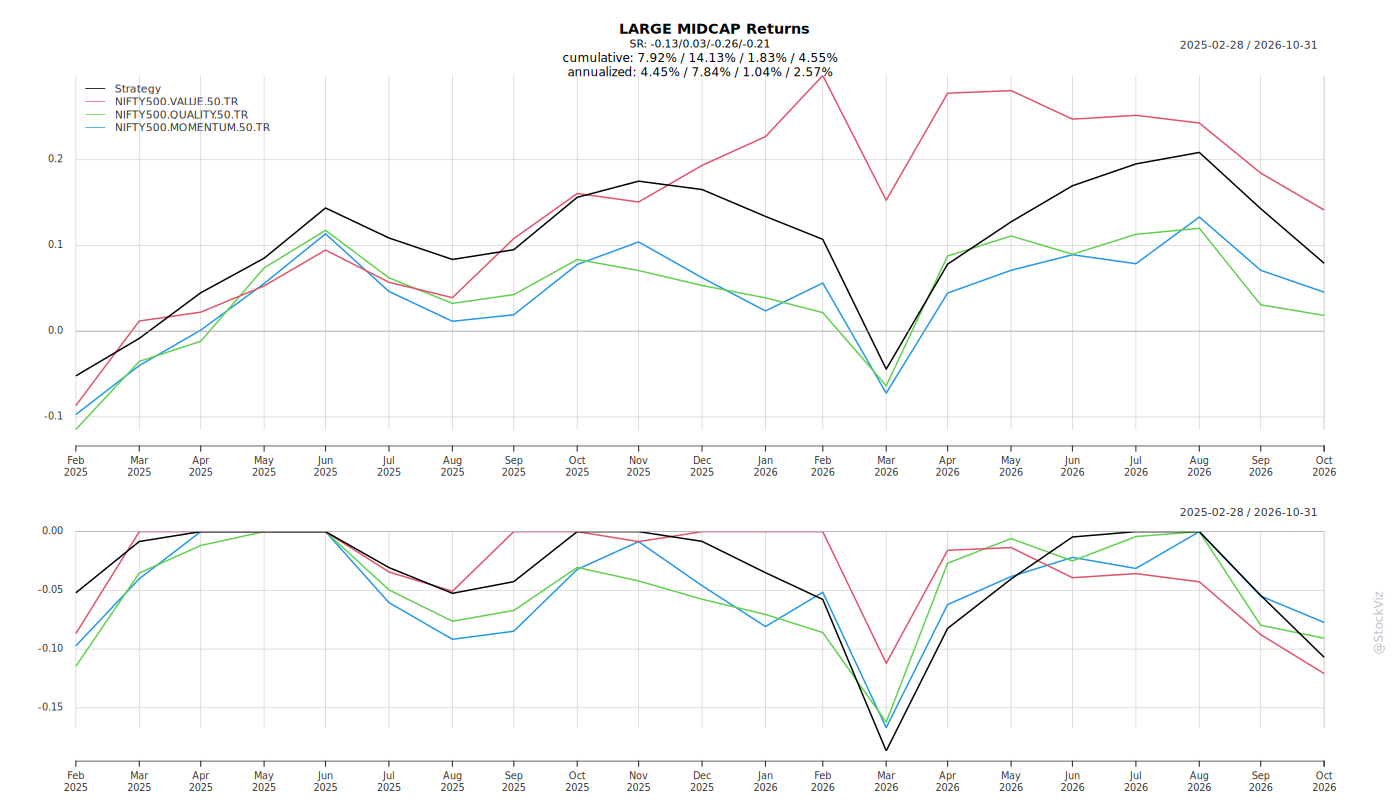 LARGE MIDCAP Returns
SR: -0.13/0.03/-0.26/-0.21
cumulative: 7.92% / 14.13% / 1.83% / 4.55%
annualized: 4.45% / 7.84% / 1.04% / 2.57%
2025-02-28 / 2026-10-31
Strategy
NIFTY500.VALUE.50.TR
NIFTY500.QUALITY.50.TR
NIFTY500.MOMENTUM.50.TR
0.2
0.1
0.0
-0.1
Feb Mar Apr May Jun Jul Aug Sep Oct Nov Dec Jan Feb Mar Apr May Jun Jul Aug Sep Oct
2025 2025 2025 2025 2025 2025 2025 2025 2025 2025 2025 2026 2026 2026 2026 2026 2026 2026 2026 2026 2026
2025-02-28 / 2026-10-31
0.00
-0.05
-0.10
-0.15
Feb Mar Apr May Jun Jul Aug Sep Oct Nov Dec Jan Feb Mar Apr May Jun Jul Aug Sep Oct
2025 2025 2025 2025 2025 2025 2025 2025 2025 2025 2025 2026 2026 2026 2026 2026 2026 2026 2026 2026 2026
@StockViz